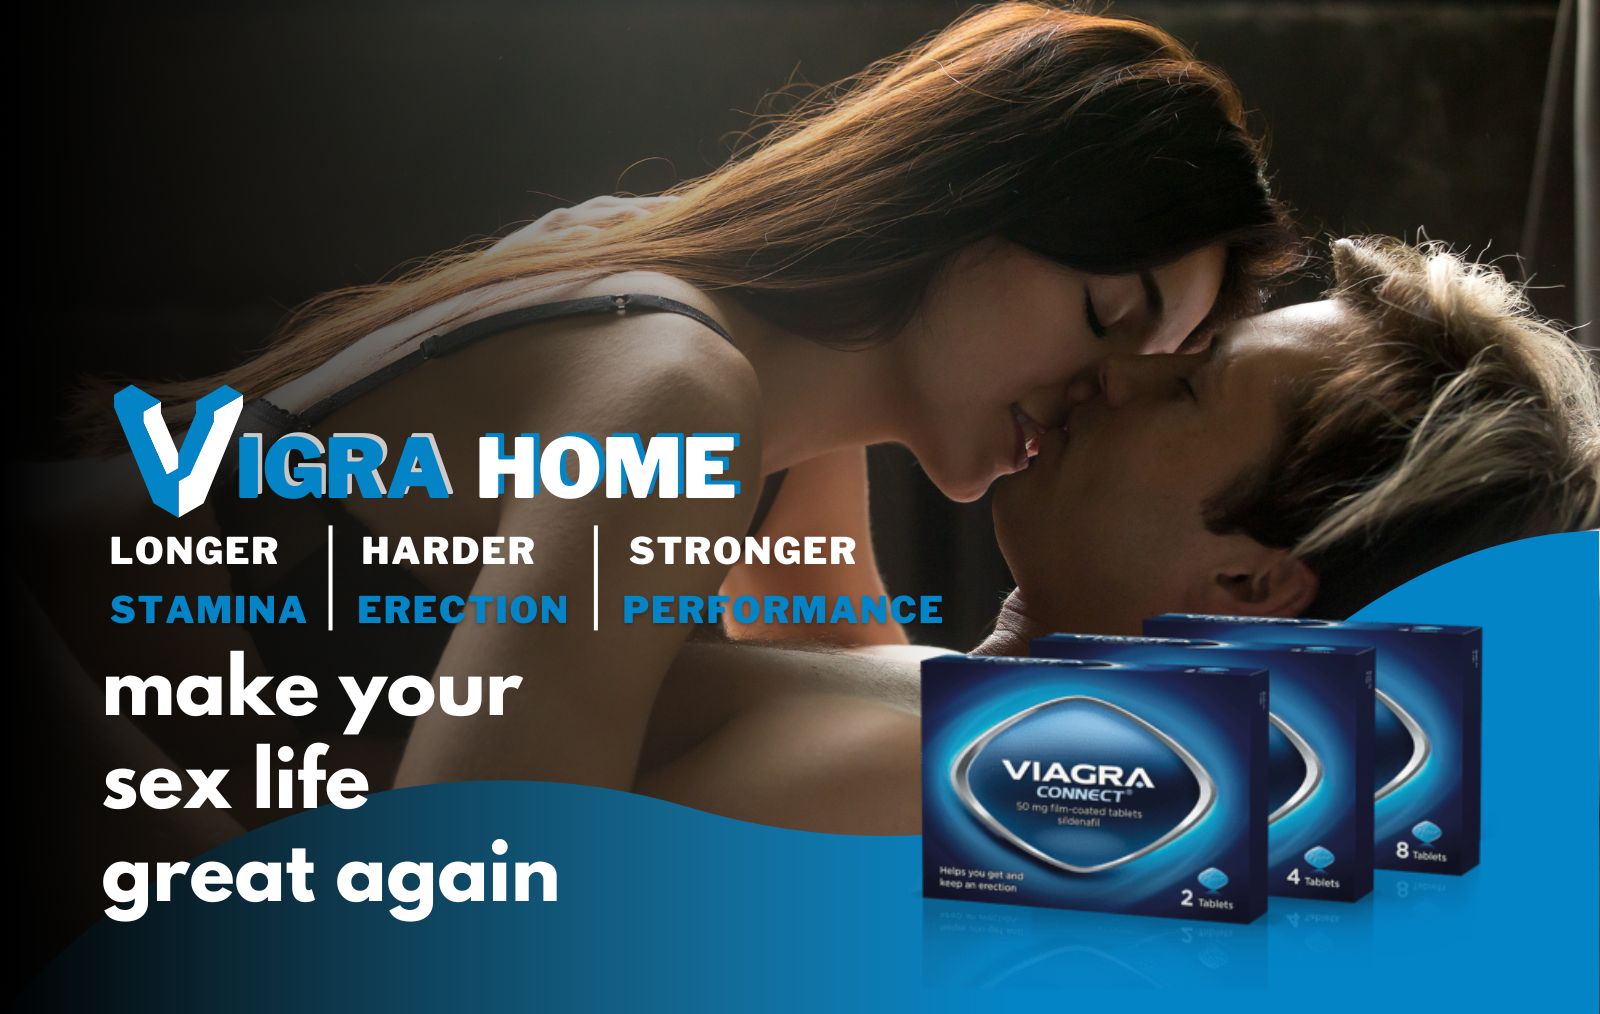 VIGRA HOME
LONGER | HARDER | STRONGER
STAMINA | ERECTION | PERFORMANCE
make your
sex life
great again
VIAGRA
CONNECT®
50 mg film-coated tablets
sildenafil
Helps you get and
keep an erection
2 Tablets
4 Tablets
8 Tablets